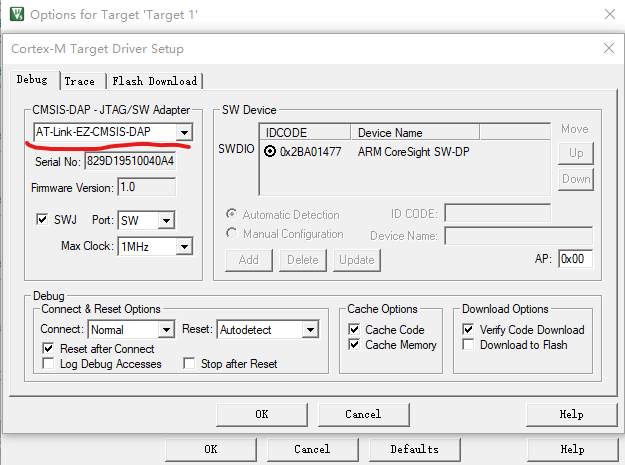 Options for Target 'Target 1'
Cortex-M Target Driver Setup
Debug Trace Flash Download
CMSIS-DAP - JTAG/SW Adapter
AT-Link-EZ-CMSIS-DAP
Serial No: 829D19510040A4
Firmware Version: 1.0
SWJ Port: SW
Max Clock: 1MHz
SW Device
IDCODE Device Name
SWDIO 0x2BA01477 ARM CoreSight SW-DP
Move
Up
Down
Automatic Detection ID CODE:
Manual Configuration Device Name:
Add Delete Update AP: 0x00
Debug
Connect & Reset Options
Connect: Normal Reset: Autodetect
Reset after Connect
Log Debug Accesses Stop after Reset
Cache Options
Cache Code
Cache Memory
Download Options
Verify Code Download
Download to Flash
OK Cancel Help
OK Cancel Defaults Help